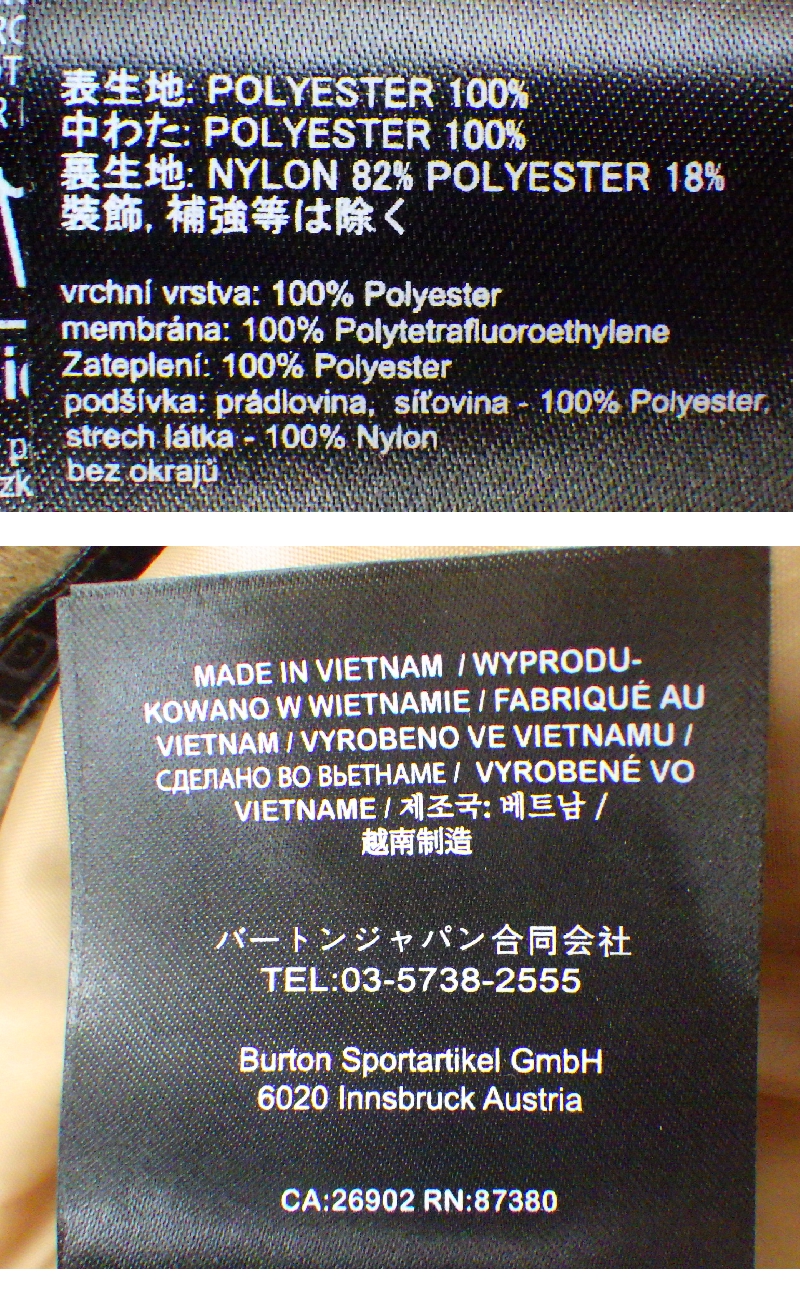 表生地: POLYESTER 100%
中わた: POLYESTER 100%
裏生地: NYLON 82% POLYESTER 18%
装飾, 補強等は除く
vrchní vrstva: 100% Polyester
membrána: 100% Polytetrafluoroethylene
Zateplení: 100% Polyester
podšívka: prádlovina, síťovina - 100% Polyester,
strech látka - 100% Nylon
bez okrajů
MADE IN VIETNAM / WYPRODU-
KOWANO W WIETNAMIE / FABRIQUÉ AU
VIETNAM / VYROBENO VE VIETNAMU /
СДЕЛАНО ВО ВЬЕТНАМЕ / VYROBENÉ VO
VIETNAME / 제조국: 베트남 /
越南制造
バートンジャパン合同会社
TEL:03-5738-2555
Burton Sportartikel GmbH
6020 Innsbruck Austria
CA:26902 RN:87380